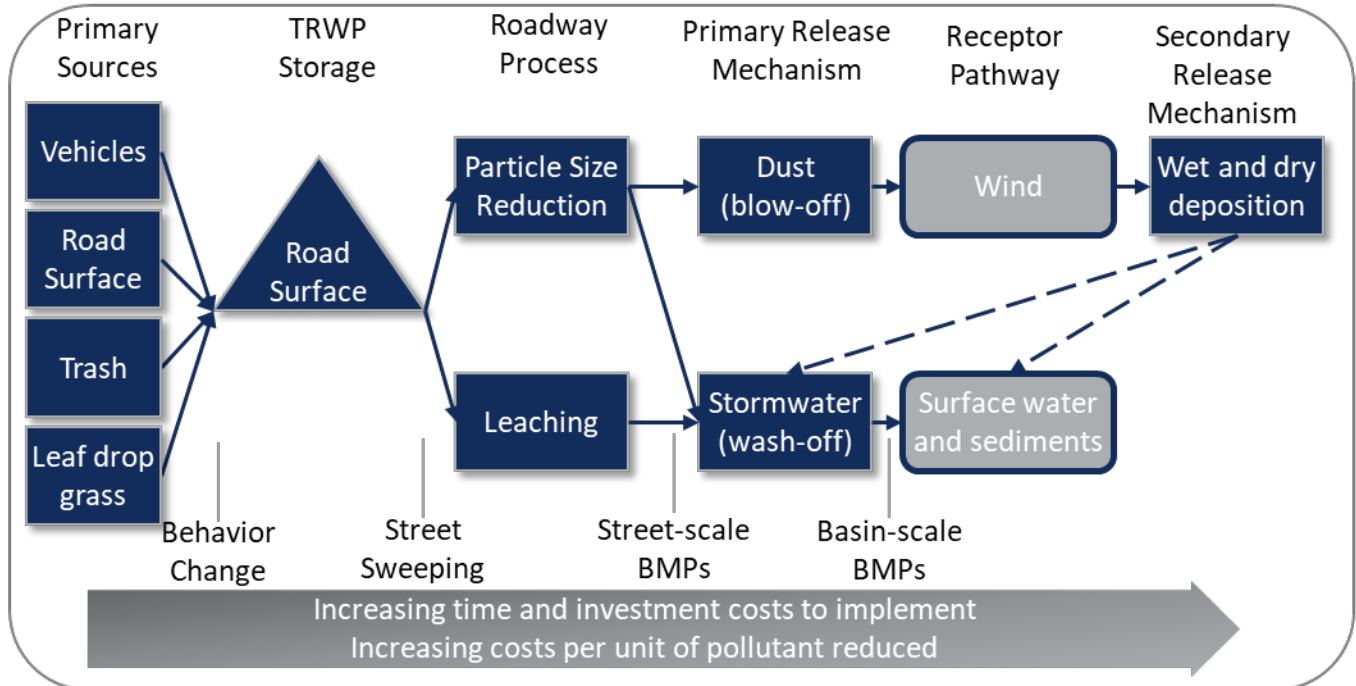 Primary
Sources
TRWP
Storage
Roadway
Process
Primary Release
Mechanism
Receptor
Pathway
Secondary
Release
Mechanism
Vehicles
Road
Surface
Trash
Leaf drop
grass
Road
Surface
Particle Size
Reduction
Leaching
Dust
(blow-off)
Stormwater
(wash-off)
Wind
Surface water
and sediments
Wet and dry
deposition
Behavior
Change
Street
Sweeping
Street-scale
BMPs
Basin-scale
BMPs
Increasing time and investment costs to implement
Increasing costs per unit of pollutant reduced